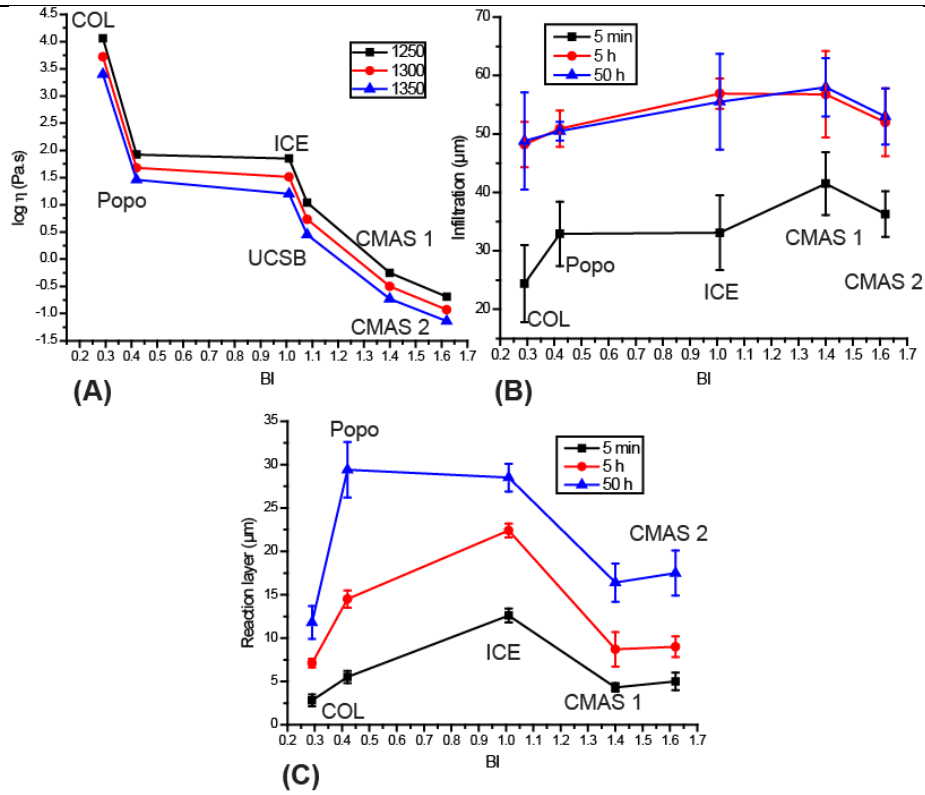 4.5
4.0
3.5
3.0
2.5
2.0
1.5
1.0
0.5
0.0
-0.5
-1.0
-1.5
log η (Pa.s)
COL
1250
1300
1350
ICE
Popo
UCSB
CMAS 1
CMAS 2
0.2 0.3 0.4 0.5 0.6 0.7 0.8 0.9 1.0 1.1 1.2 1.3 1.4 1.5 1.6 1.7
BI
(A)
60
50
40
30
20
Infiltration (μm)
5 min
5 h
50 h
Popo
COL
ICE
CMAS 1
CMAS 2
0.2 0.3 0.4 0.5 0.6 0.7 0.8 0.9 1.0 1.1 1.2 1.3 1.4 1.5 1.6 1.7
BI
(B)
35
30
25
20
15
10
5
0
Reaction layer (μm)
Popo
5 min
5 h
50 h
CMAS 2
ICE
CMAS 1
COL
0.2 0.3 0.4 0.5 0.6 0.7 0.8 0.9 1.0 1.1 1.2 1.3 1.4 1.5 1.6 1.7
BI
(C)